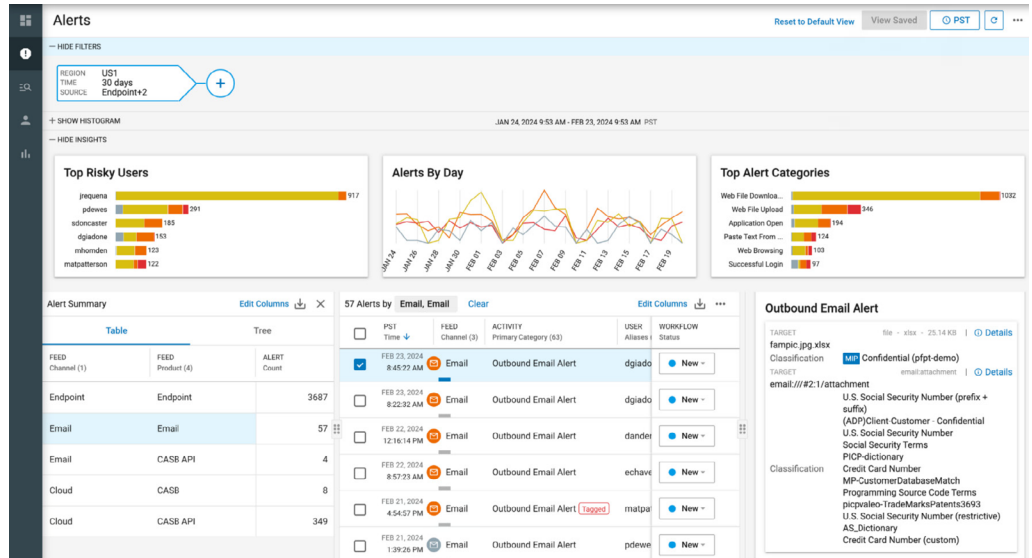 Alerts
Reset to Default View
View Saved
PST
HIDE FILTERS
REGION US1
TIME 30 days
SOURCE Endpoint+2
SHOW HISTOGRAM
JAN 24, 2024 9:53 AM - FEB 23, 2024 9:53 AM PST
HIDE INSIGHTS
Top Risky Users
jrequena 917
pdewes 291
sdoncaster 185
dgiadone 153
mhomden 123
matpatterson 122
Alerts By Day
JAN 24 JAN 26 JAN 28 JAN 30 FEB 01 FEB 03 FEB 05 FEB 07 FEB 09 FEB 11 FEB 13 FEB 15 FEB 17 FEB 19
Top Alert Categories
Web File Downloa... 1032
Web File Upload 346
Application Open 194
Paste Text From ... 124
Web Browsing 103
Successful Login 97
Alert Summary Edit Columns
Table Tree
FEED FEED ALERT
Channel (1) Product (4) Count
Endpoint Endpoint 3687
Email Email 57
Email CASB API 4
Cloud CASB 8
Cloud CASB API 349
57 Alerts by Email, Email Clear Edit Columns
PST FEED ACTIVITY USER WORKFLOW
Time Channel (3) Primary Category (63) Aliases Status
FEB 23, 2024
8:45:22 AM Email Outbound Email Alert dgiado New
FEB 23, 2024
8:22:32 AM Email Outbound Email Alert dgiado New
FEB 22, 2024
12:16:14 PM Email Outbound Email Alert dander New
FEB 22, 2024
8:57:23 AM Email Outbound Email Alert echave New
FEB 21, 2024
4:54:57 PM Email Outbound Email Alert Tagged matpa New
FEB 21, 2024
1:39:26 PM Email Outbound Email Alert pdewe New
Outbound Email Alert
TARGET file - xlsx - 25.14 KB | Details
fampic.jpg.xlsx
Classification MIP Confidential (pfpt-demo)
TARGET email:attachment | Details
email:///#2:1/attachment
U.S. Social Security Number (prefix +
suffix)
(ADP)Client-Customer - Confidential
U.S. Social Security Number
Social Security Terms
PICP-dictionary
Classification Credit Card Number
MP-CustomerDatabaseMatch
Programming Source Code Terms
picpvaleo-TradeMarksPatents3693
U.S. Social Security Number (restrictive)
AS_Dictionary
Credit Card Number (custom)